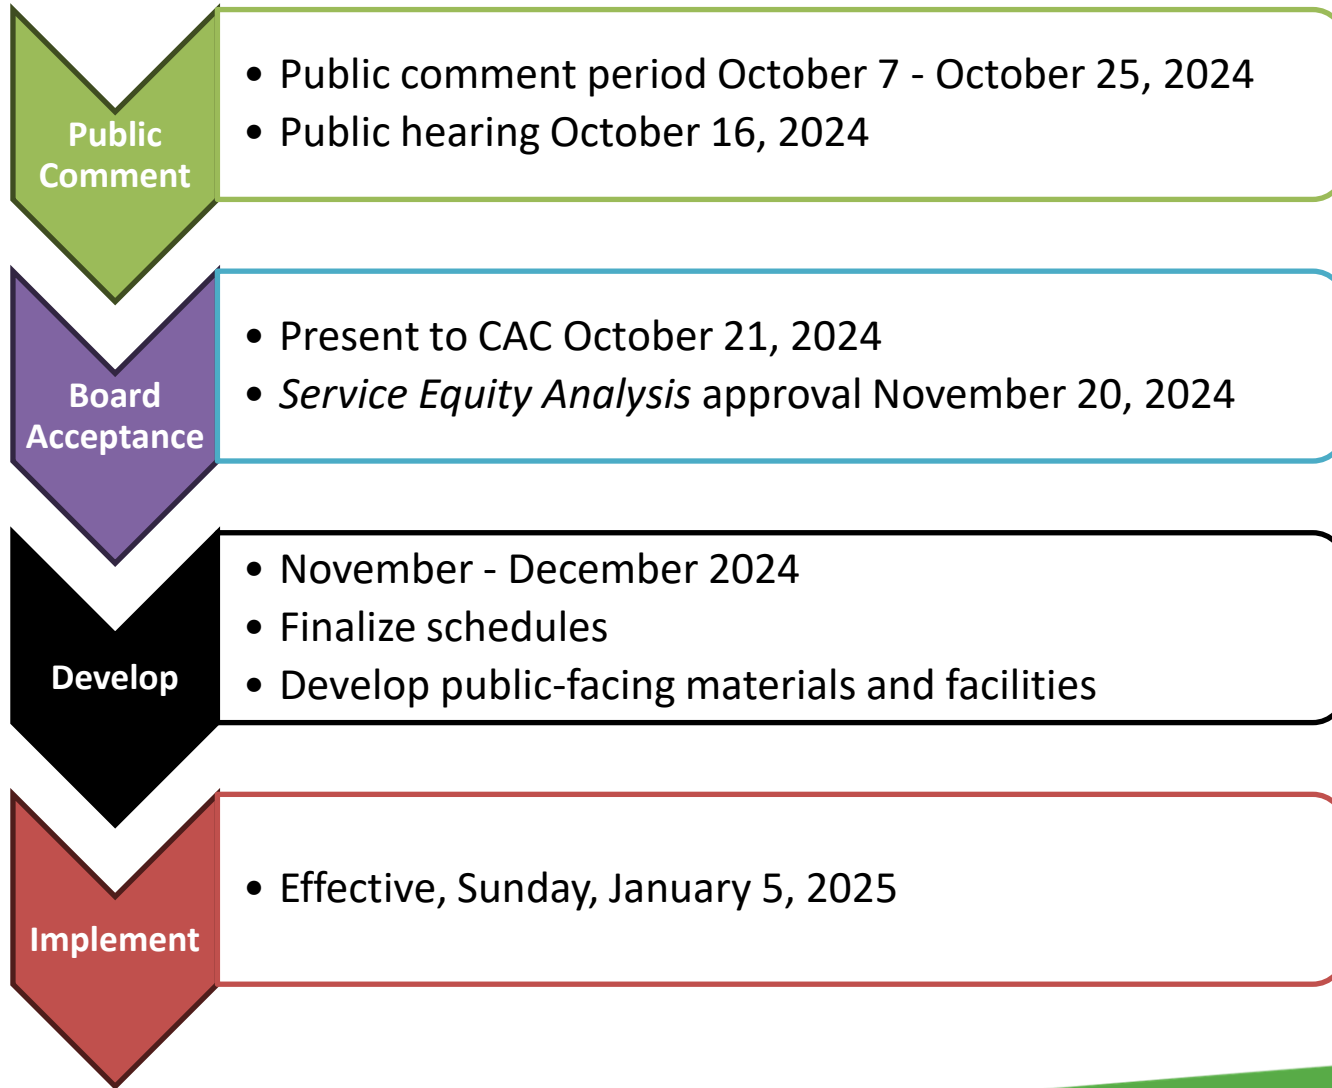 Public
Comment
• Public comment period October 7 - October 25, 2024
• Public hearing October 16, 2024
Board
Acceptance
• Present to CAC October 21, 2024
• Service Equity Analysis approval November 20, 2024
Develop
• November - December 2024
• Finalize schedules
• Develop public-facing materials and facilities
Implement
• Effective, Sunday, January 5, 2025